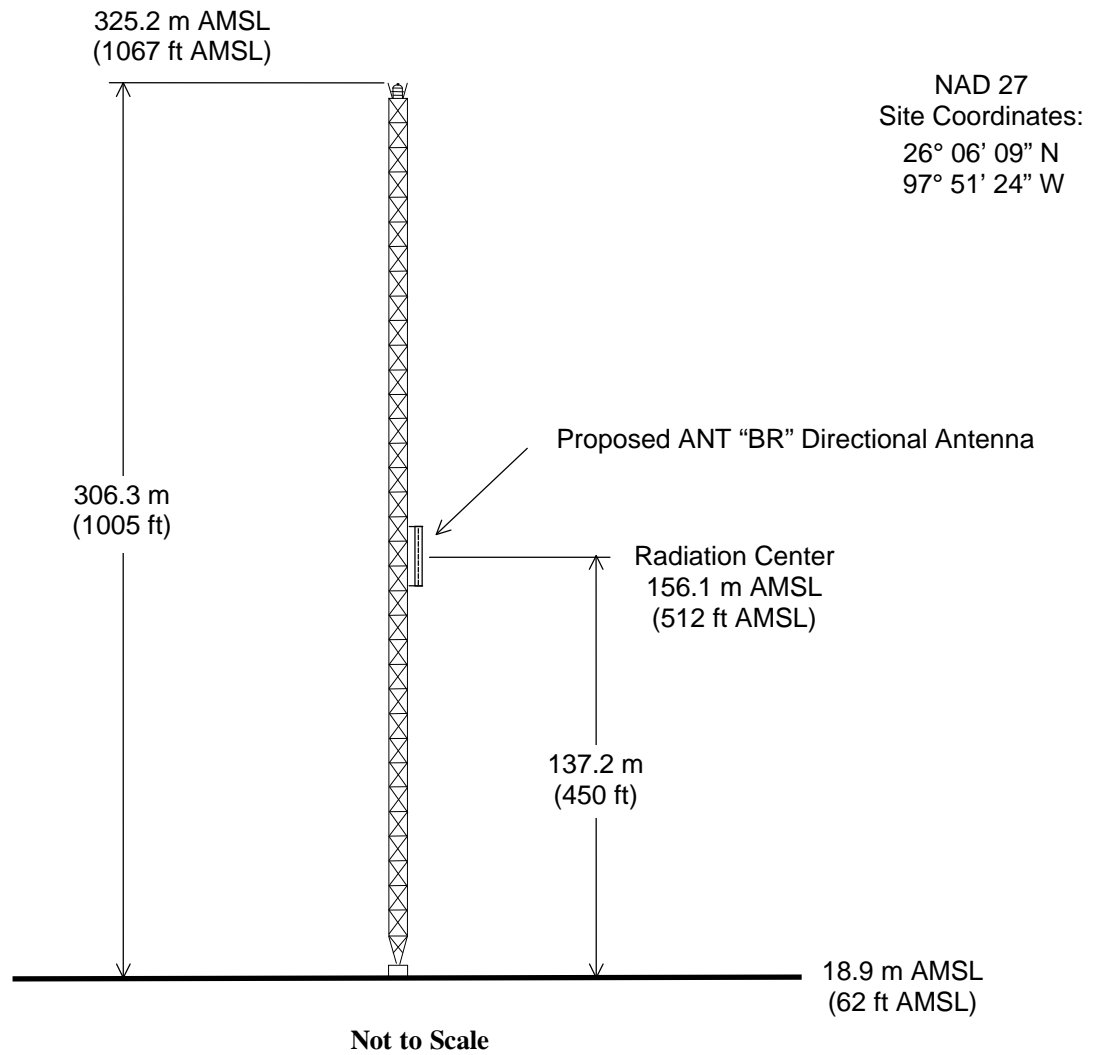 325.2 m AMSL
(1067 ft AMSL)
NAD 27
Site Coordinates:
26° 06’ 09” N
97° 51’ 24” W
Proposed ANT “BR” Directional Antenna
306.3 m
(1005 ft)
Radiation Center
156.1 m AMSL
(512 ft AMSL)
137.2 m
(450 ft)
18.9 m AMSL
(62 ft AMSL)
Not to Scale